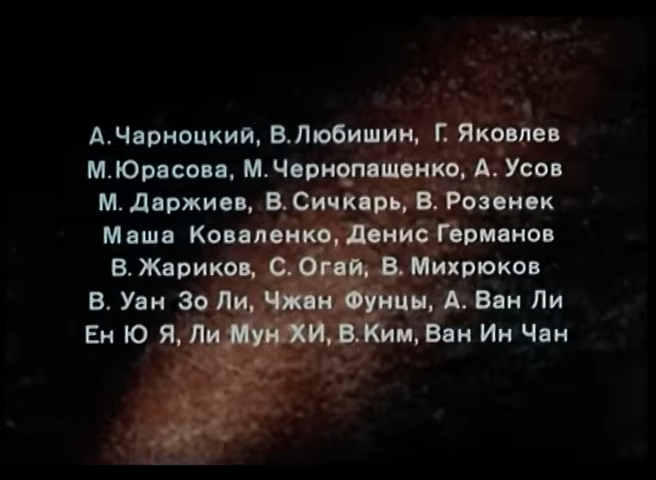 А. Чарноцкий, В. Любишин, Г. Яковлев
М. Юрасова, М. Чернопащенко, А. Усов
М. Даржиев, В. Сичкарь, В. Розенек
Маша Коваленко, Денис Германов
В. Жариков, С. Огай, В. Михрюков
В. Уан Зо Ли, Чжан Фунцы, А. Ван Ли
Ен Ю Я, Ли Мун ХИ, В. Ким, Ван Ин Чан